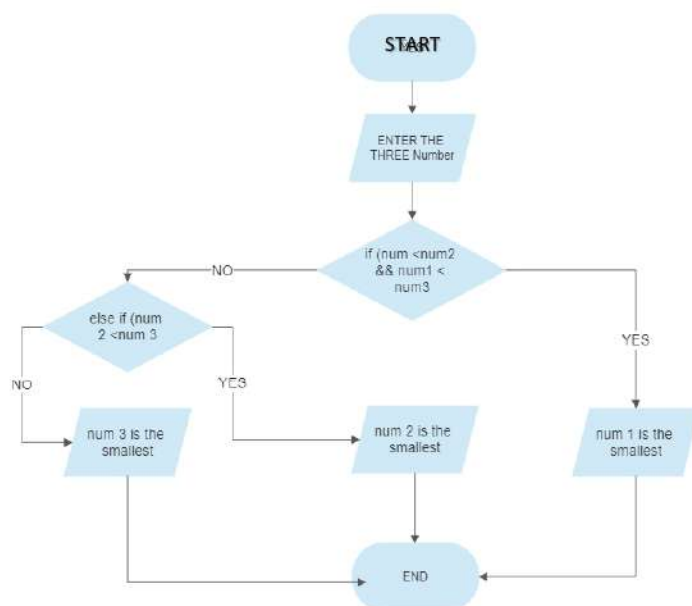 START
ENTER THE
THREE Number
if (num <num2
&& num1 <
num3
NO
else if (num
2 <num 3
YES
NO
YES
num 3 is the
smallest
num 2 is the
smallest
num 1 is the
smallest
END